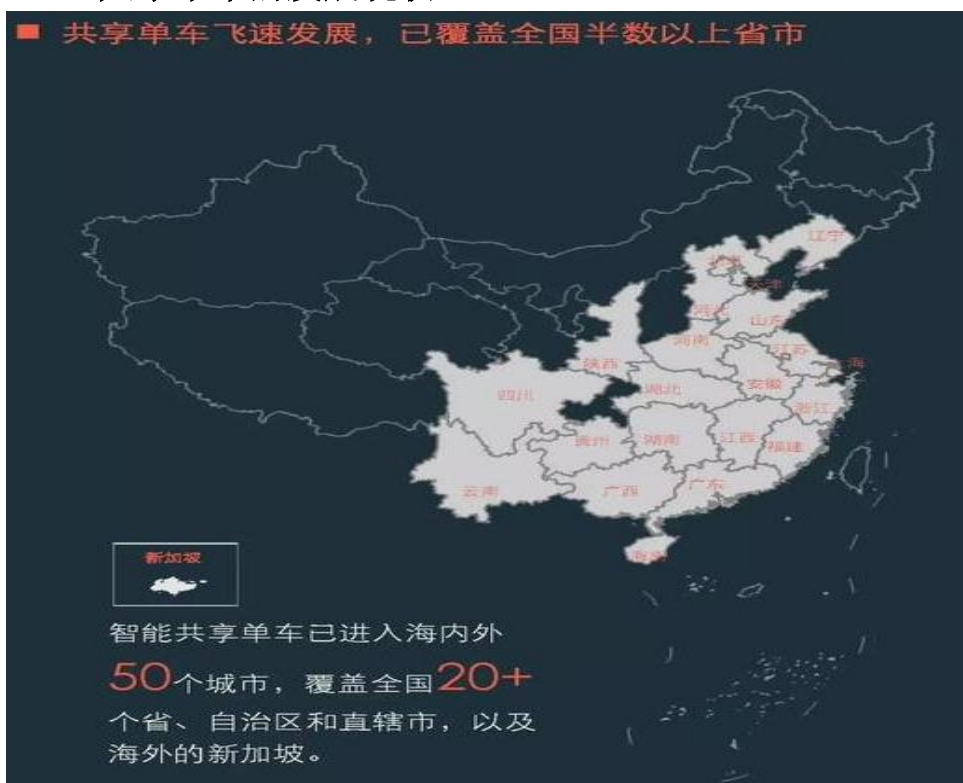 ■ 共享单车飞速发展，已覆盖全国半数以上省市
辽宁
北京
天津
河北
山东
河南
江苏
陕西
上海
四川
湖北
安徽
浙江
贵州
湖南
江西
福建
云南
广西
广东
海南
新加坡
智能共享单车已进入海内外
50个城市，覆盖全国20+
个省、自治区和直辖市，以及
海外的新加坡。